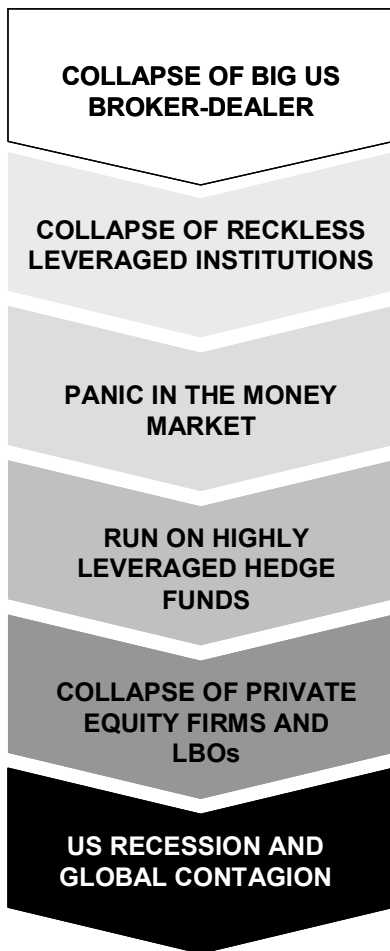 COLLAPSE OF BIG US
BROKER-DEALER
COLLAPSE OF RECKLESS
LEVERAGED INSTITUTIONS
PANIC IN THE MONEY
MARKET
RUN ON HIGHLY
LEVERAGED HEDGE
FUNDS
COLLAPSE OF PRIVATE
EQUITY FIRMS AND
LBOs
US RECESSION AND
GLOBAL CONTAGION